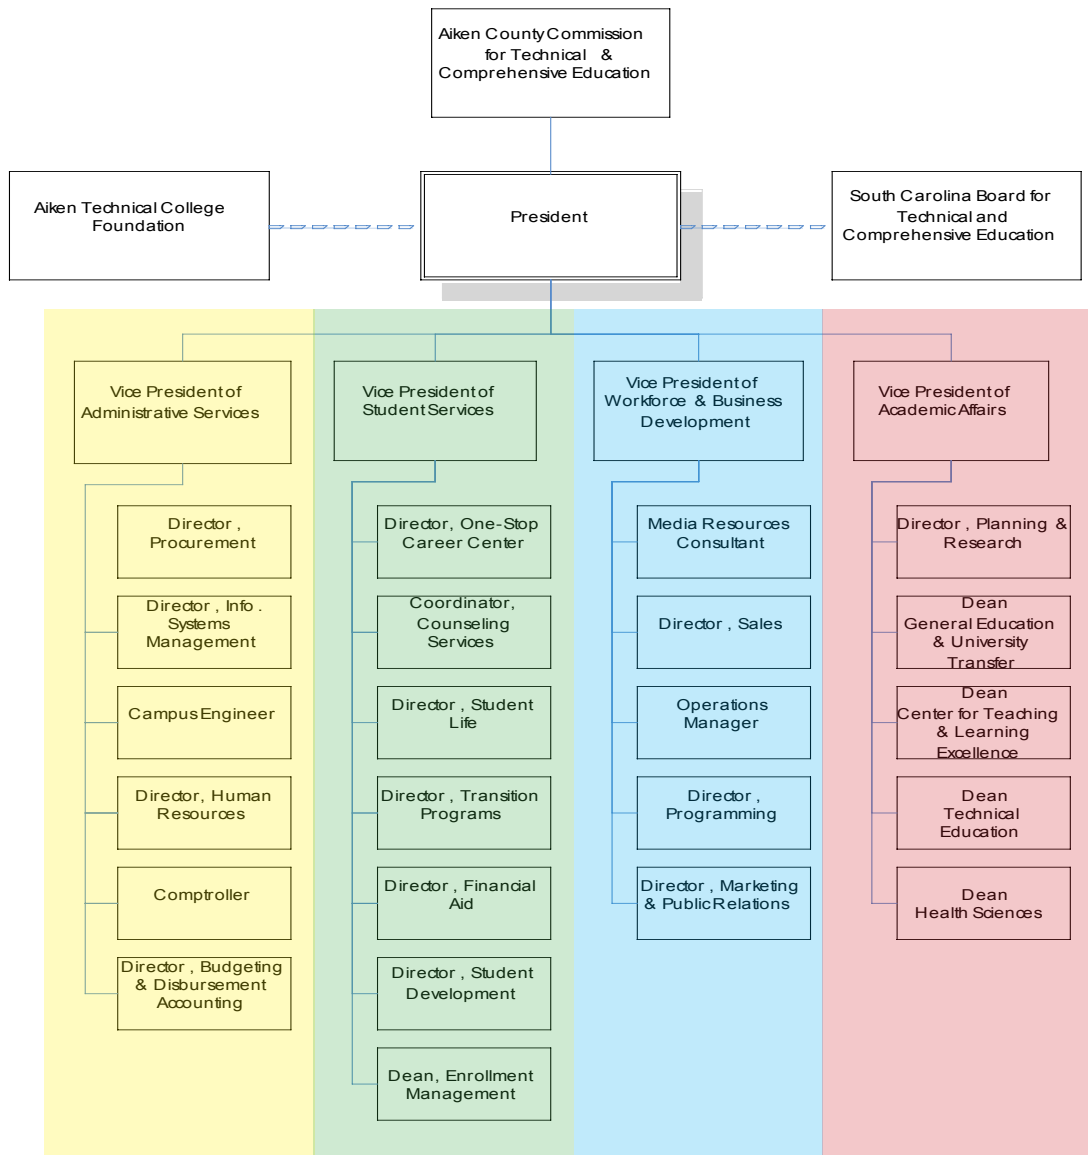 Aiken County Commission
for Technical &
Comprehensive Education
Aiken Technical College
Foundation
President
South Carolina Board for
Technical and
Comprehensive Education
Vice President of
Administrative Services
Vice President of
Student Services
Vice President of
Workforce & Business
Development
Vice President of
Academic Affairs
Director ,
Procurement
Director , Info .
Systems
Management
Campus Engineer
Director, Human
Resources
Comptroller
Director , Budgeting
& Disbursement
Accounting
Director, One-Stop
Career Center
Coordinator,
Counseling
Services
Director , Student
Life
Director , Transition
Programs
Director , Financial
Aid
Director , Student
Development
Dean, Enrollment
Management
Media Resources
Consultant
Director , Sales
Operations
Manager
Director ,
Programming
Director , Marketing
& Public Relations
Director , Planning &
Research
Dean
General Education
& University
Transfer
Dean
Center for Teaching
& Learning
Excellence
Dean
Technical
Education
Dean
Health Sciences